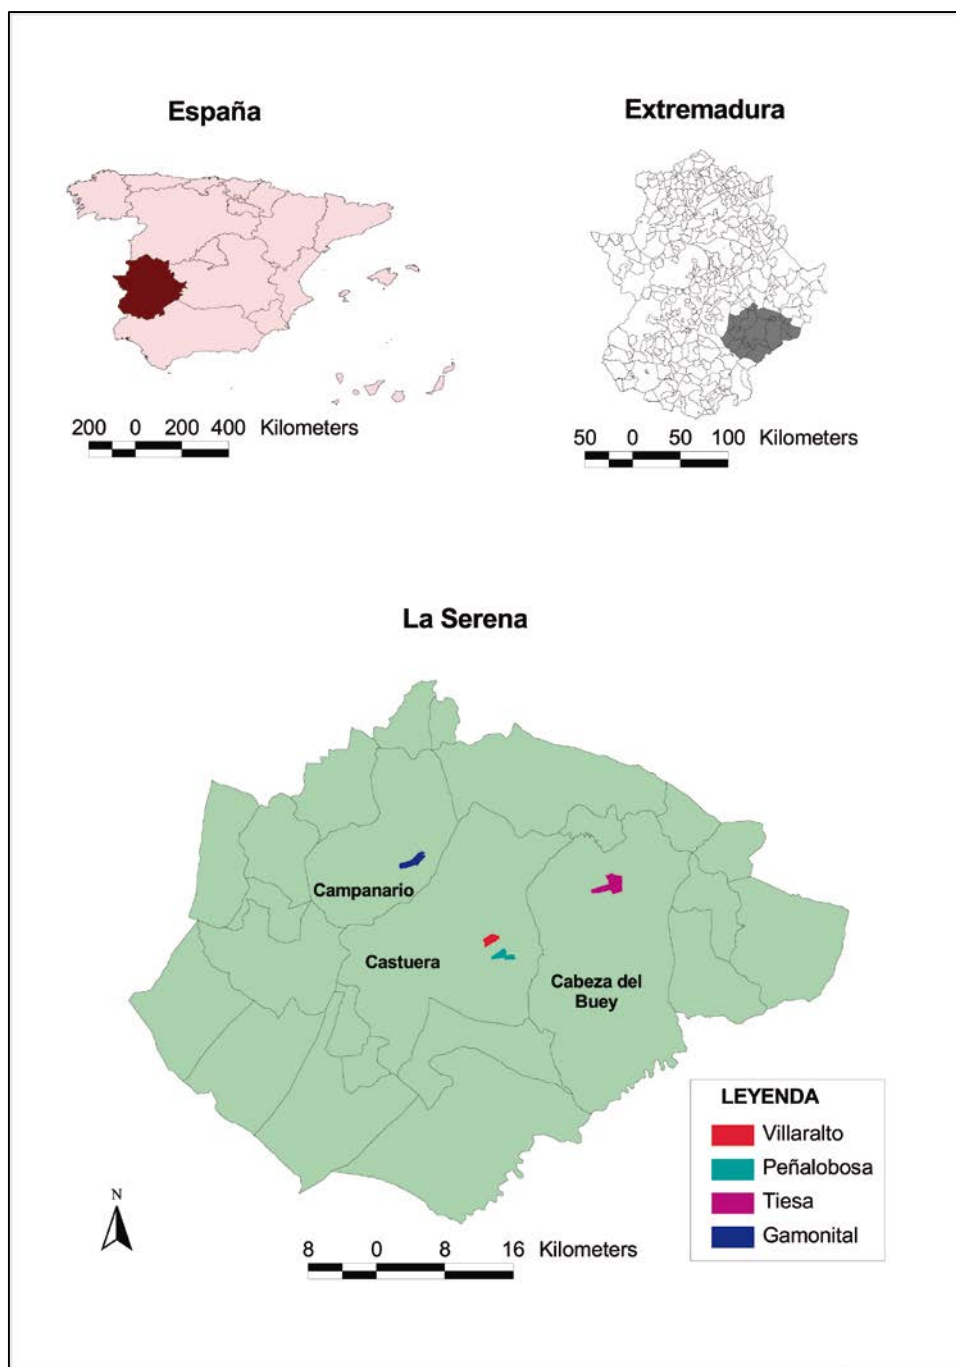 España
Extremadura
200 0 200 400 Kilometers
50 0 50 100 Kilometers
La Serena
Campanario
Castuera
Cabeza del
Buey
LEYENDA
Villaralto
Peñalobosa
Tiesa
Gamonital
N
8 0 8 16 Kilometers